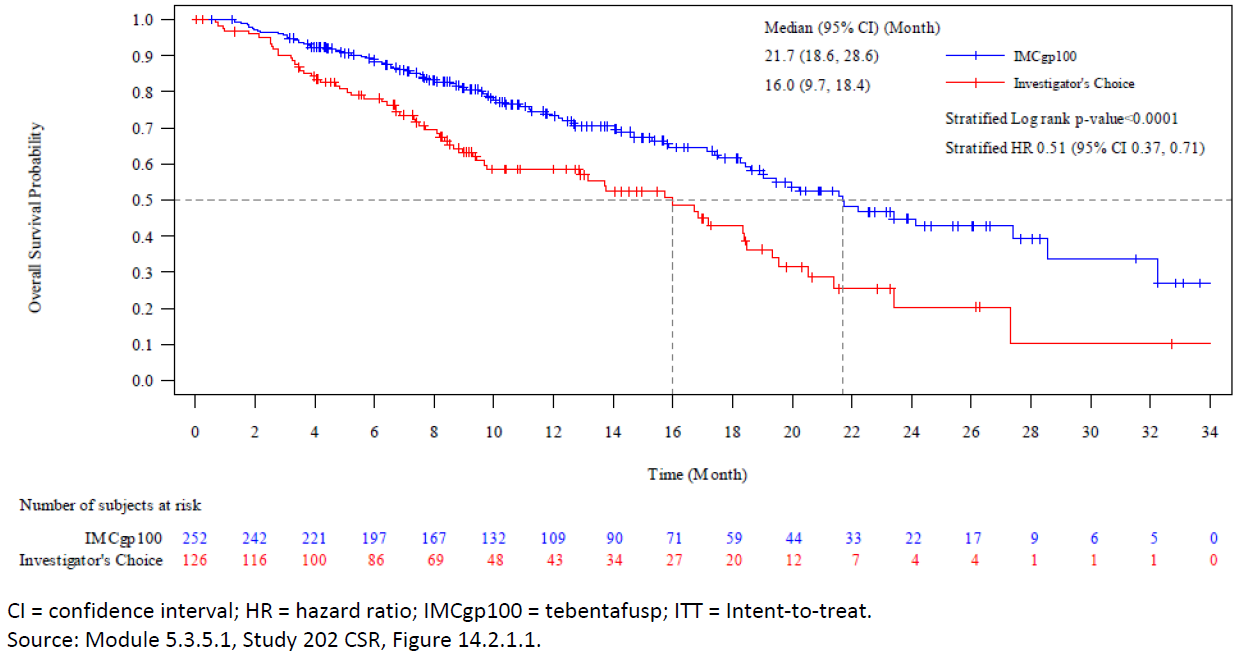 1.0
0.9
0.8
0.7
0.6
0.5
0.4
0.3
0.2
0.1
0.0
Overall Survival Probability
Median (95% CI) (Month)
21.7 (18.6, 28.6) IMCgp100
16.0 (9.7, 18.4) Investigator's Choice
Stratified Log rank p-value<0.0001
Stratified HR 0.51 (95% CI 0.37, 0.71)
0 2 4 6 8 10 12 14 16 18 20 22 24 26 28 30 32 34
Time (Month)
Number of subjects at risk
IMCgp100 252 242 221 197 167 132 109 90 71 59 44 33 22 17 9 6 5 0
Investigator's Choice 126 116 100 86 69 48 43 34 27 20 12 7 4 4 1 1 1 0
CI = confidence interval; HR = hazard ratio; IMCgp100 = tebentafusp; ITT = Intent-to-treat.
Source: Module 5.3.5.1, Study 202 CSR, Figure 14.2.1.1.